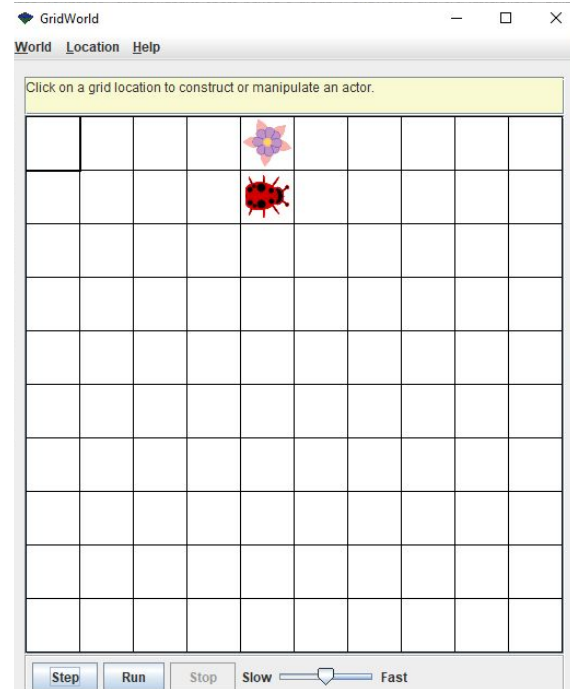 GridWorld
World Location Help
Click on a grid location to construct or manipulate an actor.
Step Run Stop Slow Fast